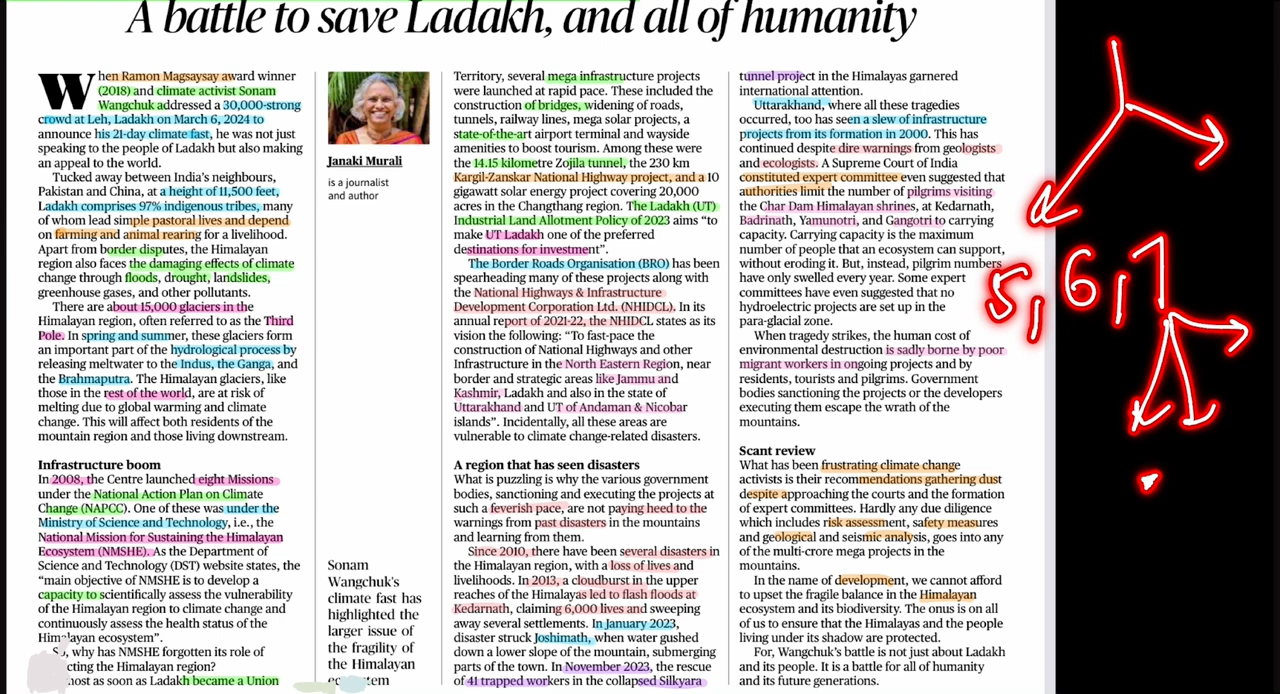 A battle to save Ladakh, and all of humanity
When Ramon Magsaysay award winner
(2018) and climate activist Sonam
Wangchuk addressed a 30,000-strong
crowd at Leh, Ladakh on March 6, 2024 to
announce his 21-day climate fast, he was not just
speaking to the people of Ladakh but also making
an appeal to the world.
Tucked away between India's neighbours,
Pakistan and China, at a height of 11,500 feet,
Ladakh comprises 97% indigenous tribes, many
of whom lead simple pastoral lives and depend
on farming and animal rearing for a livelihood.
Apart from border disputes, the Himalayan
region also faces the damaging effects of climate
change through floods, drought, landslides,
greenhouse gases, and other pollutants.
There are about 15,000 glaciers in the
Himalayan region, often referred to as the Third
Pole. In spring and summer, these glaciers form
an important part of the hydrological process by
releasing meltwater to the Indus, the Ganga, and
the Brahmaputra. The Himalayan glaciers, like
those in the rest of the world, are at risk of
melting due to global warming and climate
change. This will affect both residents of the
mountain region and those living downstream.
Infrastructure boom
In 2008, the Centre launched eight Missions
under the National Action Plan on Climate
Change (NAPCC). One of these was under the
Ministry of Science and Technology, i.e., the
National Mission for Sustaining the Himalayan
Ecosystem (NMSHE). As the Department of
Science and Technology (DST) website states, the
"main objective of NMSHE is to develop a
capacity to scientifically assess the vulnerability
of the Himalayan region to climate change and
continuously assess the health status of the
Himalayan ecosystem".
So, why has NMSHE forgotten its role of
cting the Himalayan region?
most as soon as Ladakh became a Union
Janaki Murali
is a journalist
and author
Sonam
Wangchuk's
climate fast has
highlighted the
larger issue of
the fragility of
the Himalayan
ecosystem
Territory, several mega infrastructure projects
were launched at rapid pace. These included the
construction of bridges, widening of roads,
tunnels, railway lines, mega solar projects, a
state-of-the-art airport terminal and wayside
amenities to boost tourism. Among these were
the 14.15 kilometre Zojila tunnel, the 230 km
Kargil-Zanskar National Highway project, and a 10
gigawatt solar energy project covering 20,000
acres in the Changthang region. The Ladakh (UT)
Industrial Land Allotment Policy of 2023 aims "to
make UT Ladakh one of the preferred
destinations for investment".
The Border Roads Organisation (BRO) has been
spearheading many of these projects along with
the National Highways & Infrastructure
Development Corporation Ltd. (NHIDCL). In its
annual report of 2021-22, the NHIDCL states as its
vision the following: "To fast-pace the
construction of National Highways and other
Infrastructure in the North Eastern Region, near
border and strategic areas like Jammu and
Kashmir, Ladakh and also in the state of
Uttarakhand and UT of Andaman & Nicobar
islands". Incidentally, all these areas are
vulnerable to climate change-related disasters.
A region that has seen disasters
What is puzzling is why the various government
bodies, sanctioning and executing the projects at
such a feverish pace, are not paying heed to the
warnings from past disasters in the mountains
and learning from them.
Since 2010, there have been several disasters in
the Himalayan region, with a loss of lives and
livelihoods. In 2013, a cloudburst in the upper
reaches of the Himalayas led to flash floods at
Kedarnath, claiming 6,000 lives and sweeping
away several settlements. In January 2023,
disaster struck Joshimath, when water gushed
down a lower slope of the mountain, submerging
parts of the town. In November 2023, the rescue
of 41 trapped workers in the collapsed Silkyara
tunnel project in the Himalayas garnered
international attention.
Uttarakhand, where all these tragedies
occurred, too has seen a slew of infrastructure
projects from its formation in 2000. This has
continued despite dire warnings from geologists
and ecologists. A Supreme Court of India
constituted expert committee even suggested that
authorities limit the number of pilgrims visiting
the Char Dam Himalayan shrines, at Kedarnath,
Badrinath, Yamunotri, and Gangotri to carrying
capacity. Carrying capacity is the maximum
number of people that an ecosystem can support,
without eroding it. But, instead, pilgrim numbers
have only swelled every year. Some expert
committees have even suggested that no
hydroelectric projects are set up in the
para-glacial zone.
When tragedy strikes, the human cost of
environmental destruction is sadly borne by poor
migrant workers in ongoing projects and by
residents, tourists and pilgrims. Government
bodies sanctioning the projects or the developers
executing them escape the wrath of the
mountains.
Scant review
What has been frustrating climate change
activists is their recommendations gathering dust
despite approaching the courts and the formation
of expert committees. Hardly any due diligence
which includes risk assessment, safety measures
and geological and seismic analysis, goes into any
of the multi-crore mega projects in the
mountains.
In the name of development, we cannot afford
to upset the fragile balance in the Himalayan
ecosystem and its biodiversity. The onus is on all
of us to ensure that the Himalayas and the people
living under its shadow are protected.
For, Wangchuk's battle is not just about Ladakh
and its people. It is a battle for all of humanity
and its future generations.
5, 6, 7